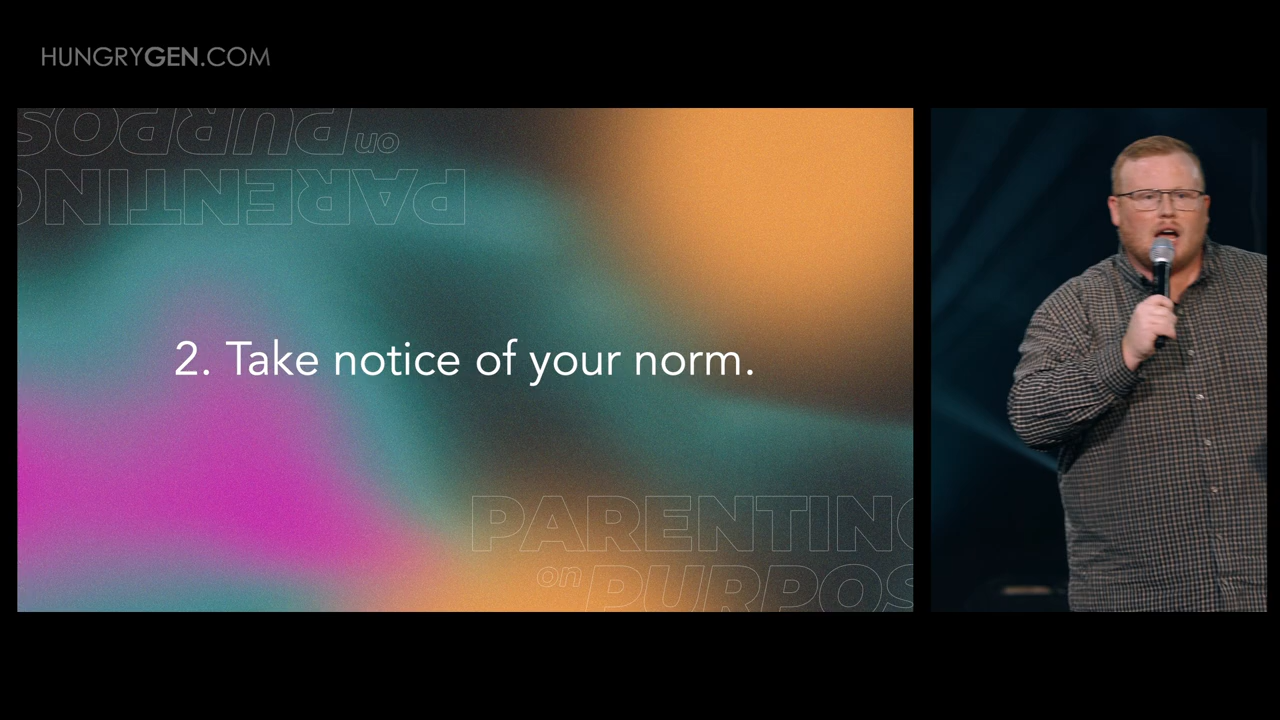 HUNGRYGEN.COM
PURPOS
on
PARENTING
2. Take notice of your norm.
PARENTING
on PURPOS